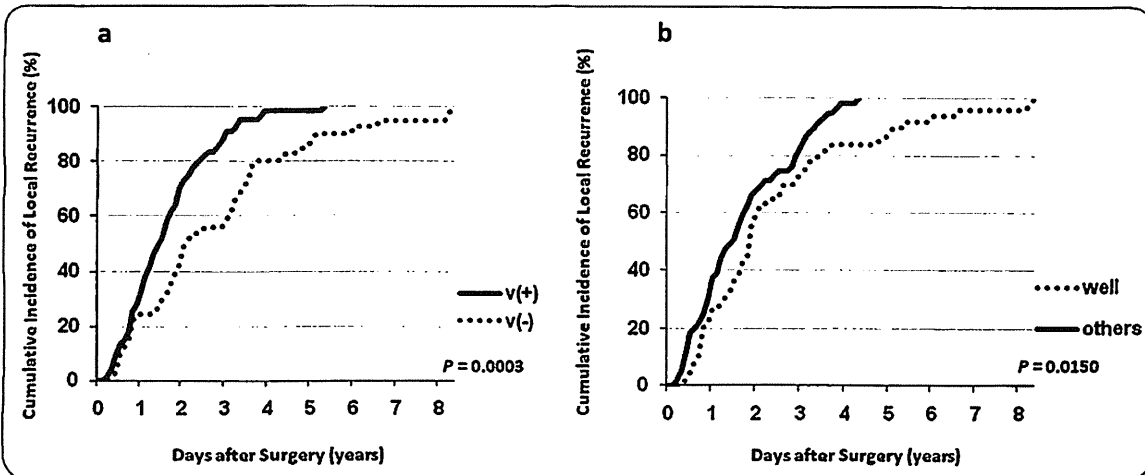 a
Cumulative Incidence of Local Recurrence (%)
100
80
60
40
20
0
v(+)
v(-)
P = 0.0003
0 1 2 3 4 5 6 7 8
Days after Surgery (years)
b
Cumulative Incidence of Local Recurrence (%)
100
80
60
40
20
0
well
others
P = 0.0150
0 1 2 3 4 5 6 7 8
Days after Surgery (years)